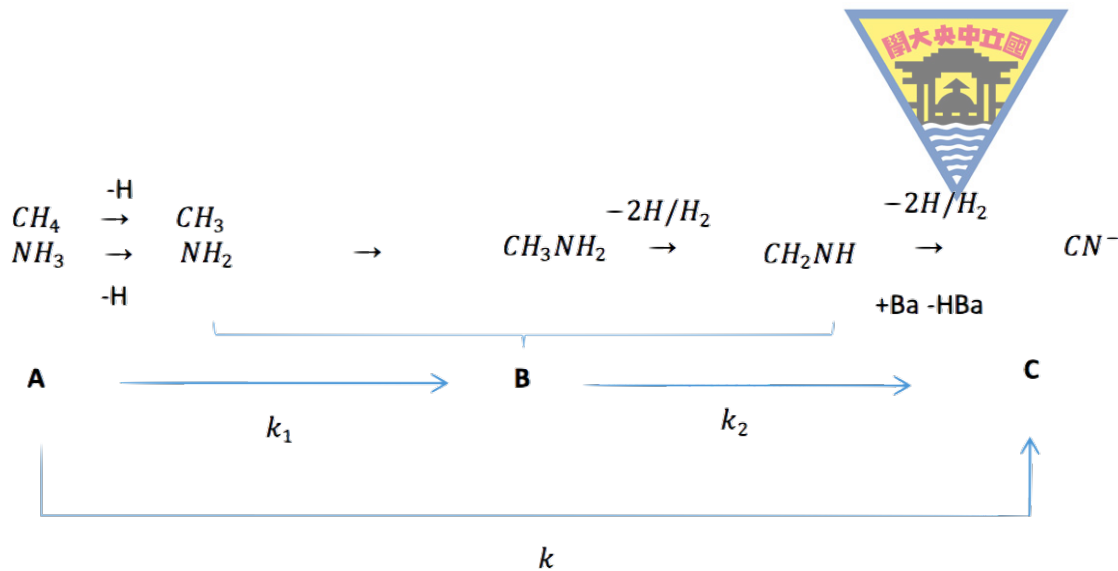 學大央中立國
-H
CH₄ → CH₃
NH₃ → NH₂ → CH₃NH₂ −2H/H₂ → CH₂NH −2H/H₂ → CN⁻
-H
+Ba -HBa
A B C
k₁ k₂
k